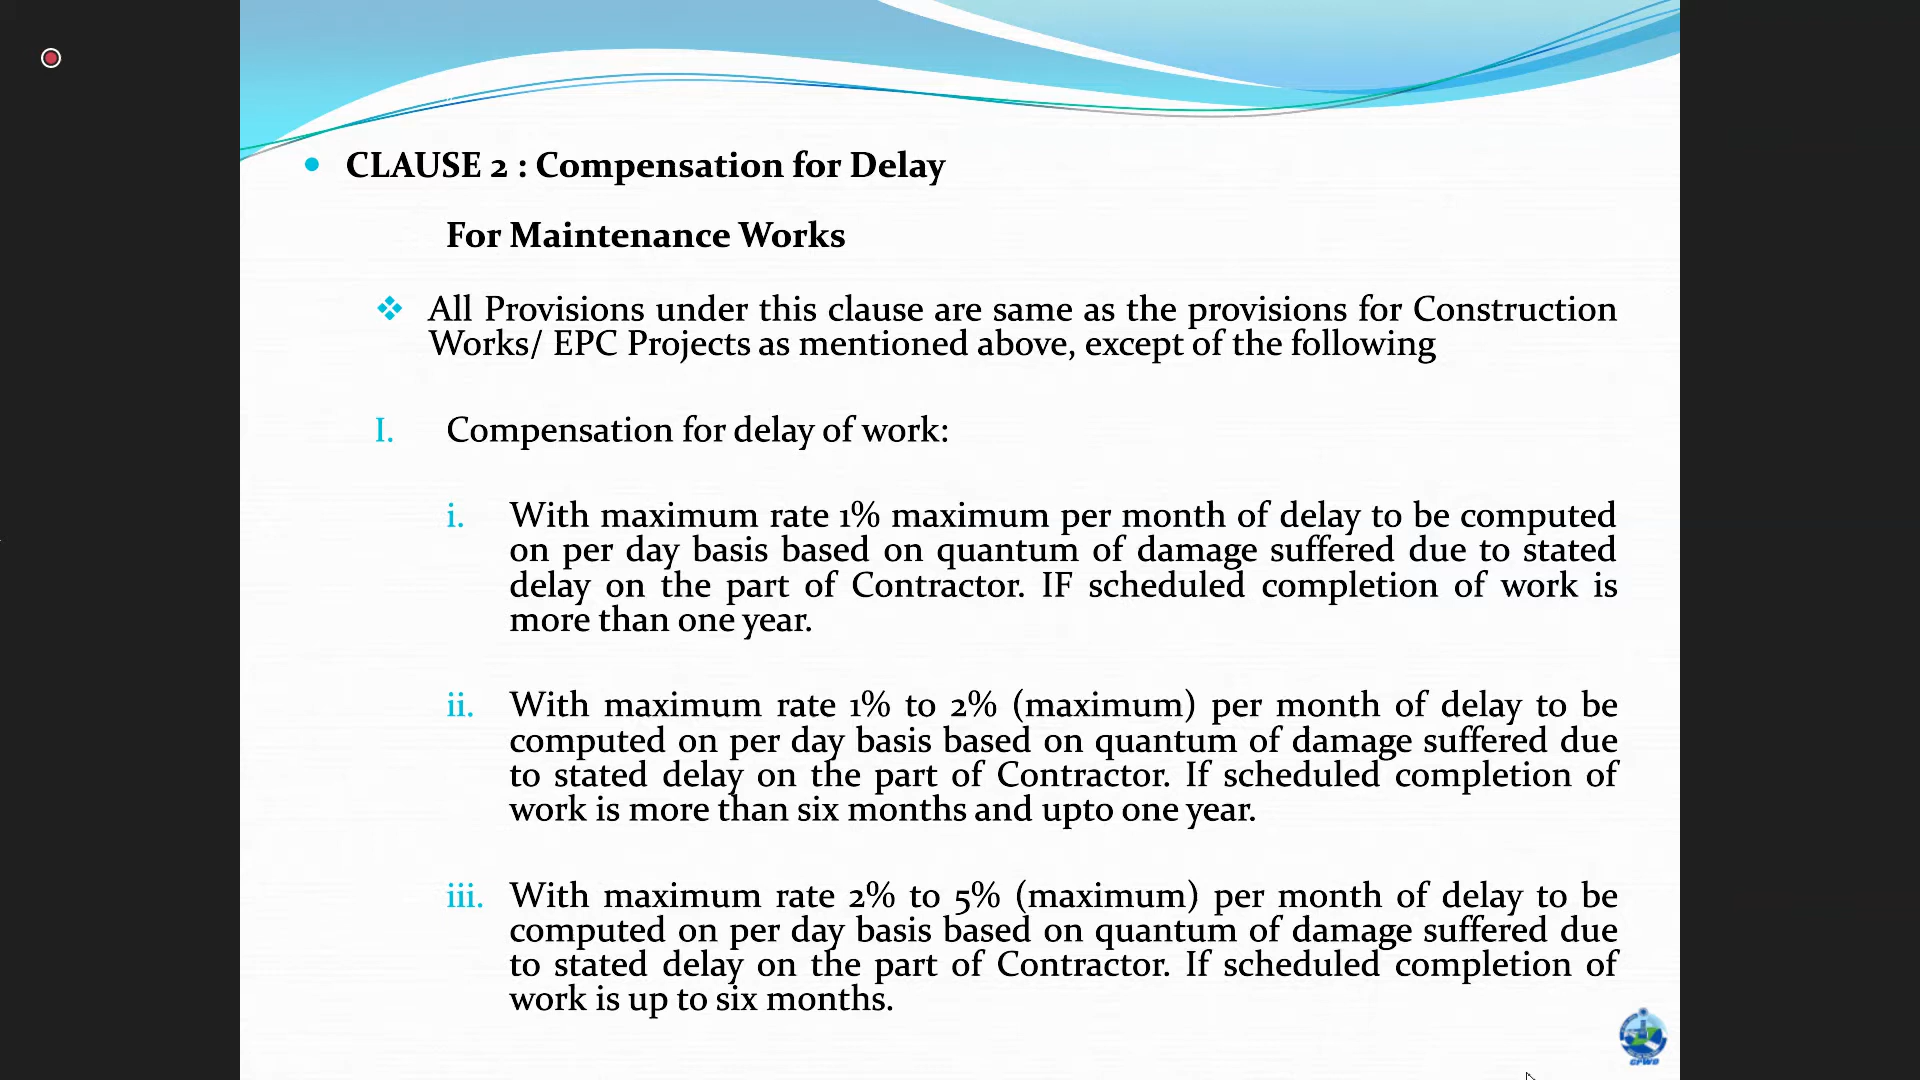 • CLAUSE 2 : Compensation for Delay
For Maintenance Works
❖ All Provisions under this clause are same as the provisions for Construction
Works/ EPC Projects as mentioned above, except of the following
I. Compensation for delay of work:
i. With maximum rate 1% maximum per month of delay to be computed
on per day basis based on quantum of damage suffered due to stated
delay on the part of Contractor. IF scheduled completion of work is
more than one year.
ii. With maximum rate 1% to 2% (maximum) per month of delay to be
computed on per day basis based on quantum of damage suffered due
to stated delay on the part of Contractor. If scheduled completion of
work is more than six months and upto one year.
iii. With maximum rate 2% to 5% (maximum) per month of delay to be
computed on per day basis based on quantum of damage suffered due
to stated delay on the part of Contractor. If scheduled completion of
work is up to six months.
CPWD